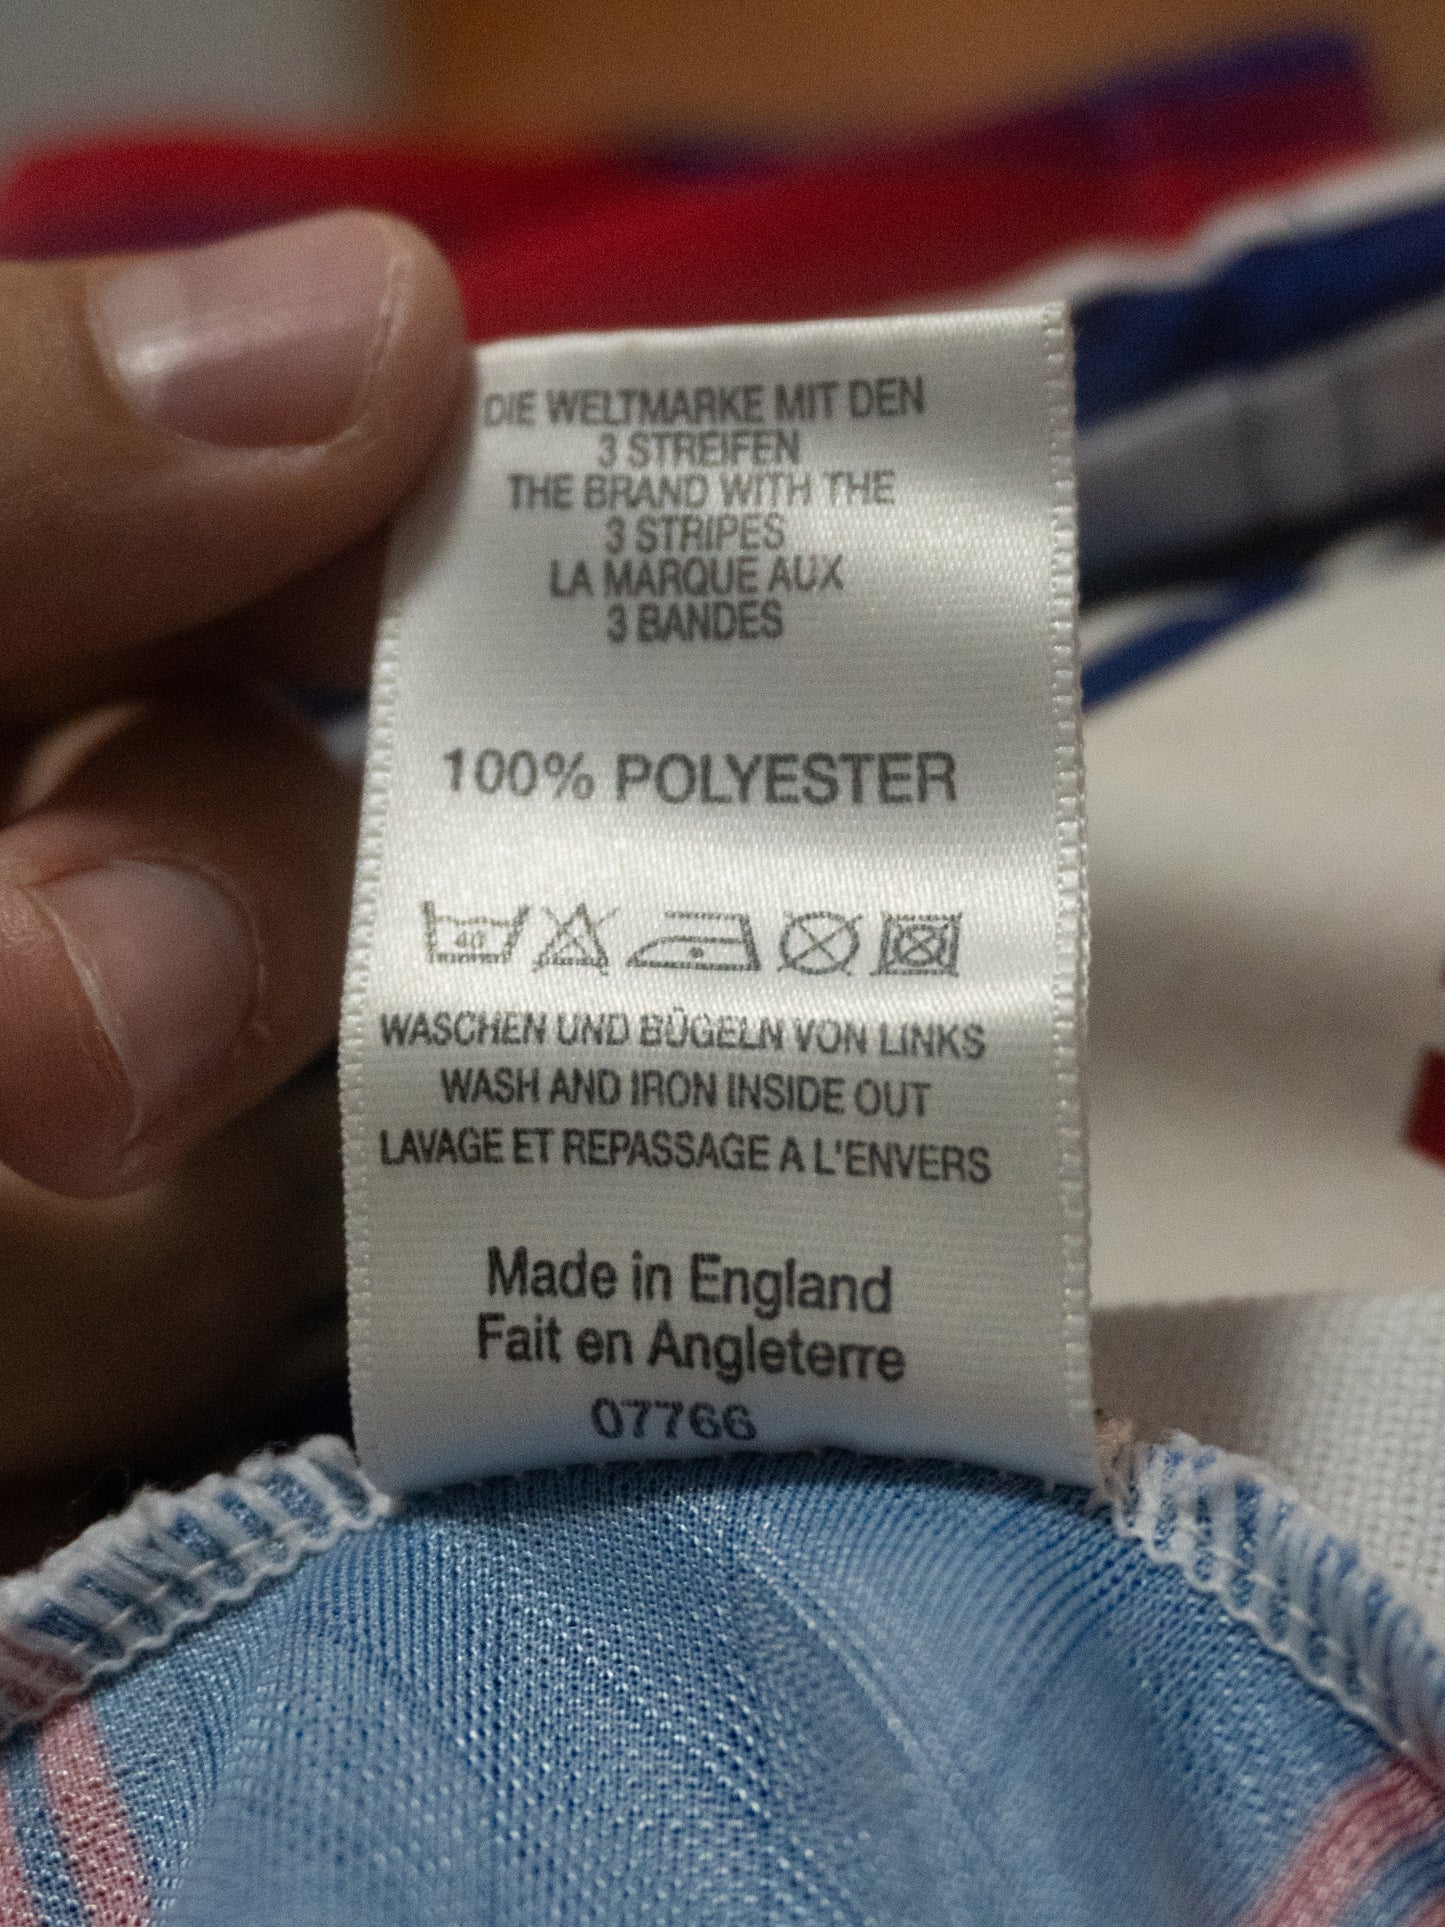 DIE WELTMARKE MIT DEN
3 STREIFEN
THE BRAND WITH THE
3 STRIPES
LA MARQUE AUX
3 BANDES
100% POLYESTER
40
WASCHEN UND BÜGELN VON LINKS
WASH AND IRON INSIDE OUT
LAVAGE ET REPASSAGE A L'ENVERS
Made in England
Fait en Angleterre
07766